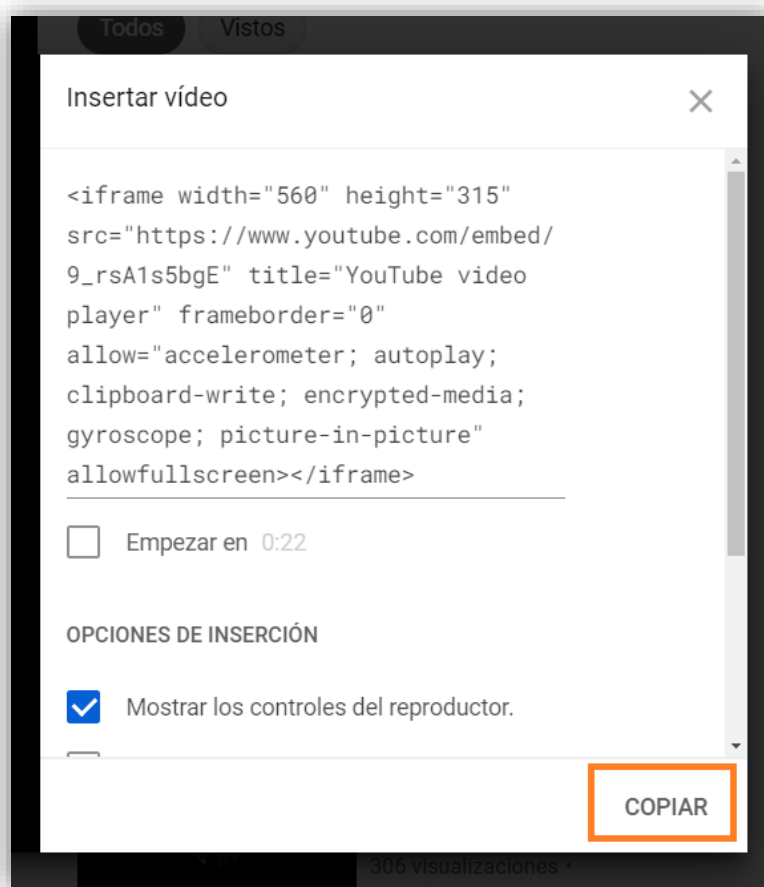 Todos Vistos
Insertar vídeo
<iframe width="560" height="315"
src="https://www.youtube.com/embed/
9_rsA1s5bgE" title="YouTube video
player" frameborder="0"
allow="accelerometer; autoplay;
clipboard-write; encrypted-media;
gyroscope; picture-in-picture"
allowfullscreen></iframe>
Empezar en 0:22
OPCIONES DE INSERCIÓN
Mostrar los controles del reproductor.
COPIAR
306 visualizaciones •